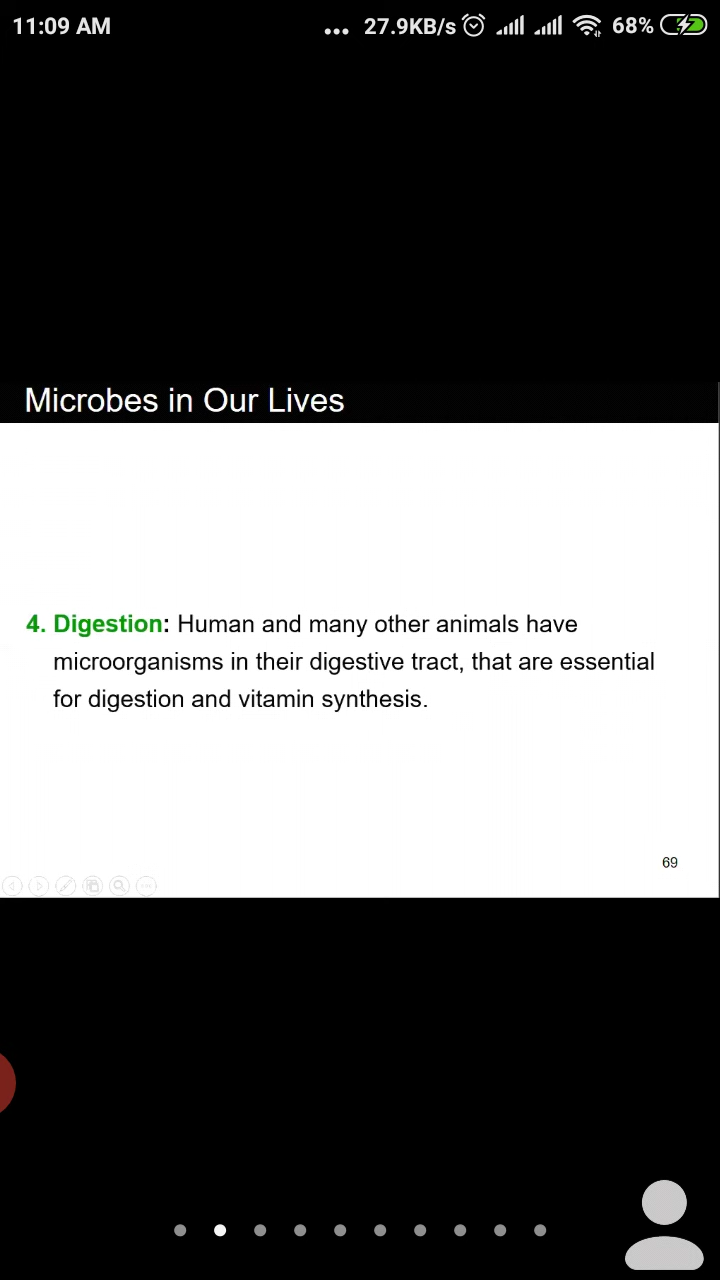 11:09 AM ... 27.9KB/s 68%
Microbes in Our Lives
4. Digestion: Human and many other animals have
microorganisms in their digestive tract, that are essential
for digestion and vitamin synthesis.
69